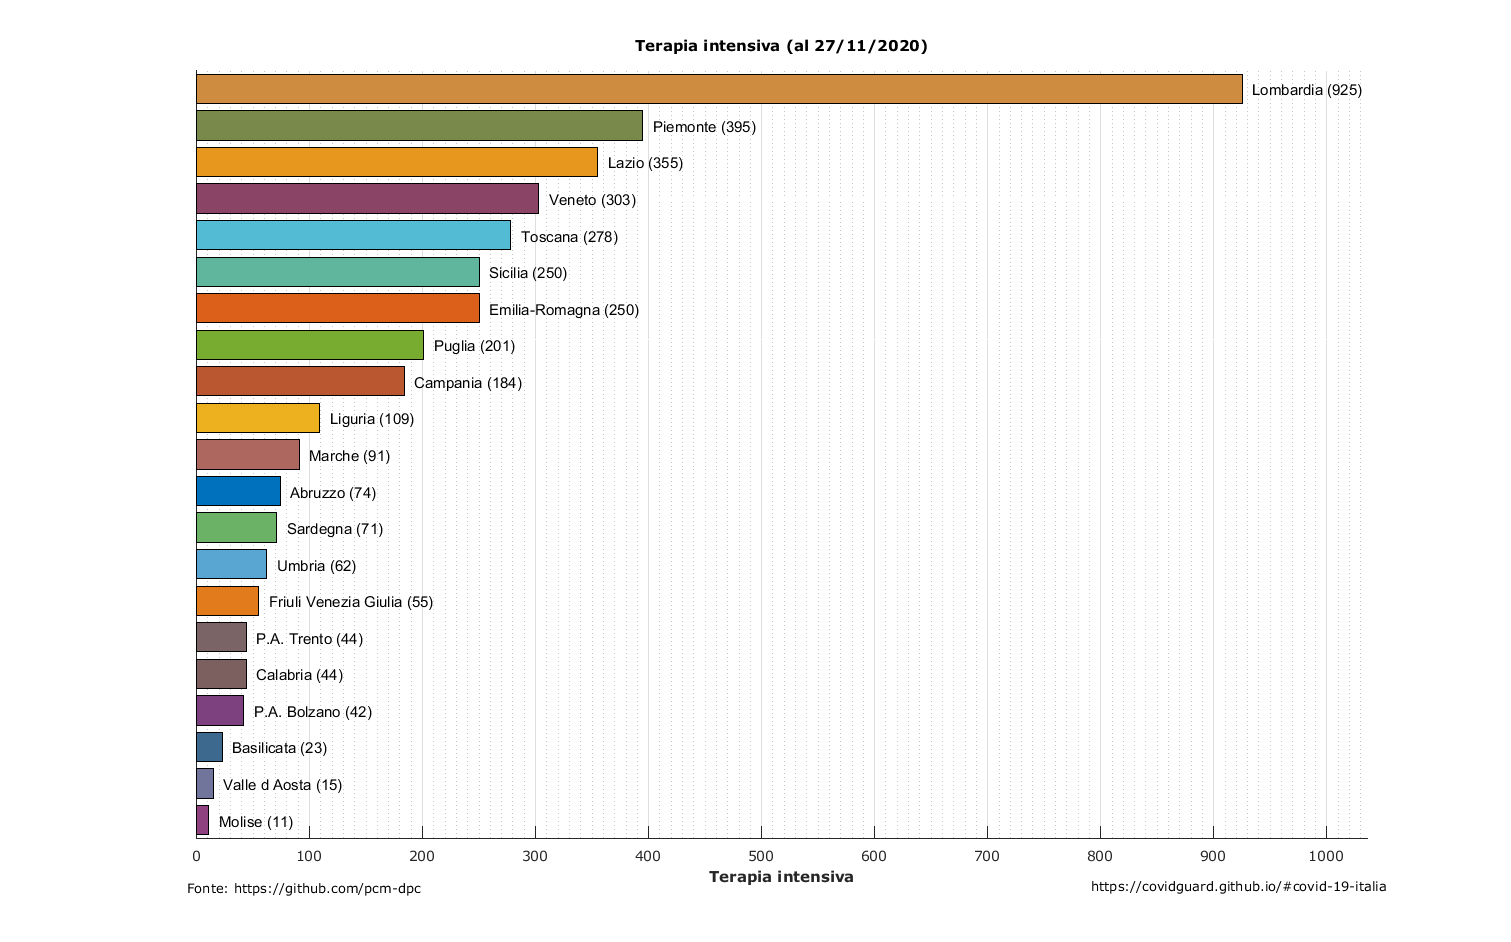 Terapia intensiva (al 27/11/2020)
Lombardia (925)
Piemonte (395)
Lazio (355)
Veneto (303)
Toscana (278)
Sicilia (250)
Emilia-Romagna (250)
Puglia (201)
Campania (184)
Liguria (109)
Marche (91)
Abruzzo (74)
Sardegna (71)
Umbria (62)
Friuli Venezia Giulia (55)
P.A. Trento (44)
Calabria (44)
P.A. Bolzano (42)
Basilicata (23)
Valle d Aosta (15)
Molise (11)
0 100 200 300 400 500 600 700 800 900 1000
Terapia intensiva
Fonte: https://github.com/pcm-dpc
https://covidguard.github.io/#covid-19-italia